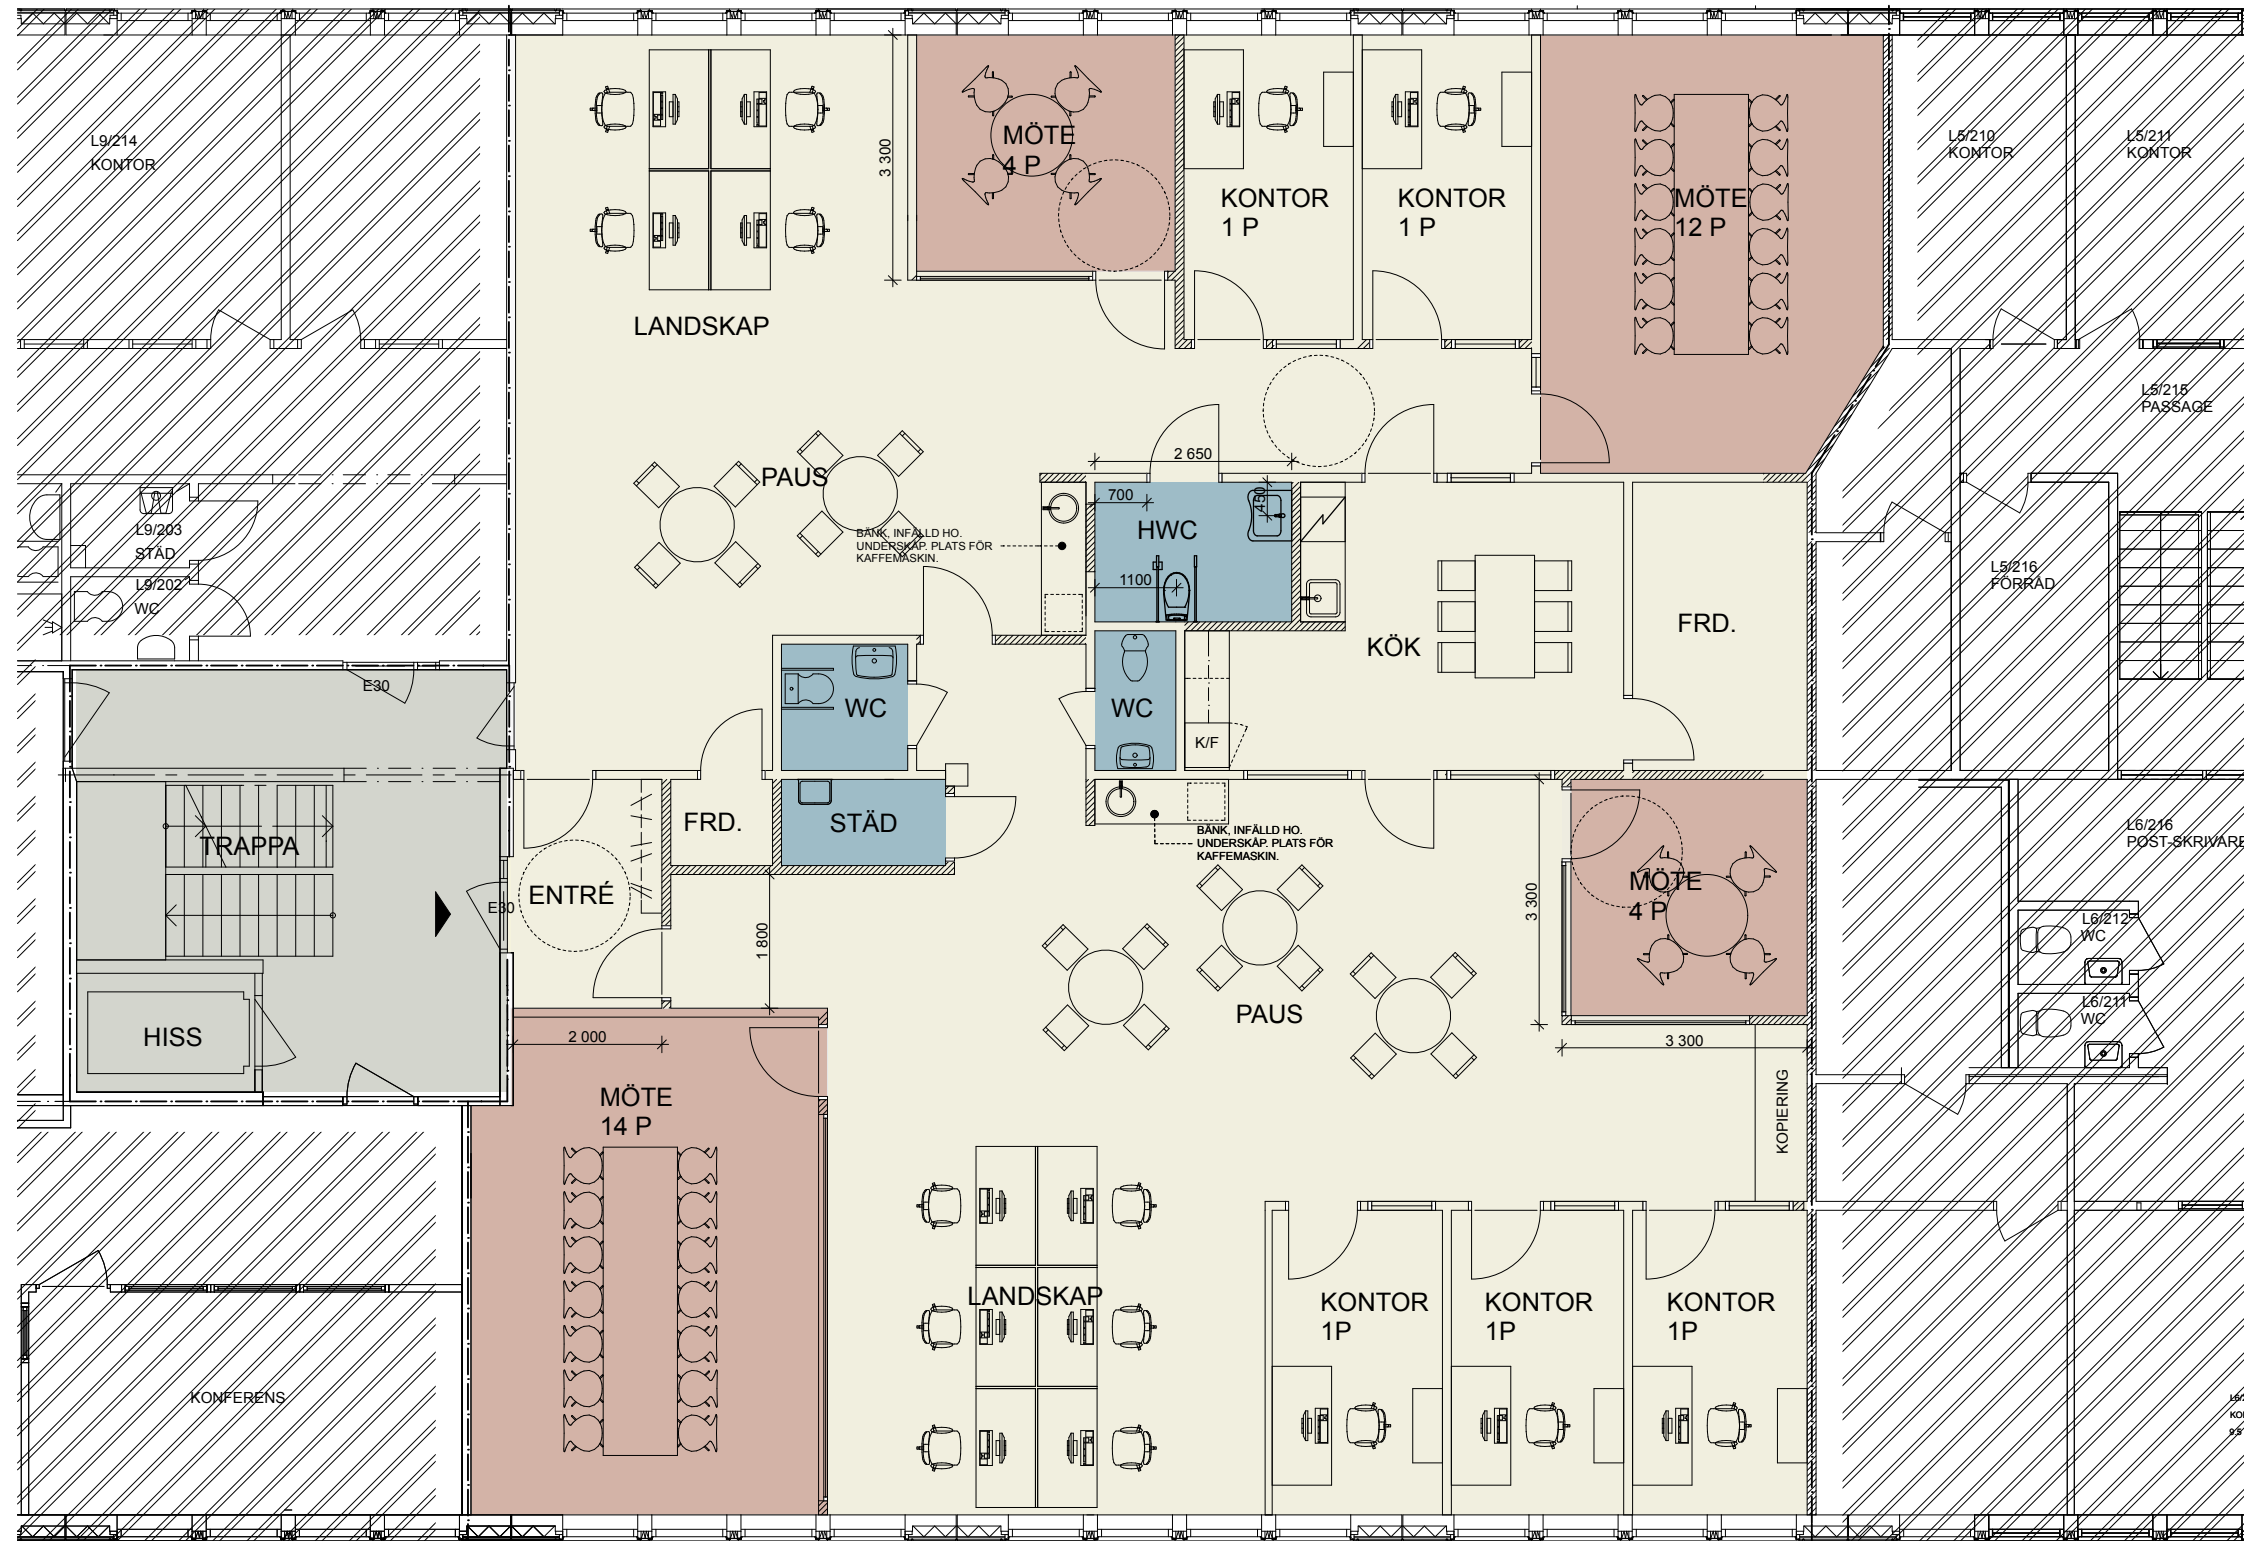 L9/214
KONTOR
3 300
MÖTE
4 P
KONTOR
1 P
KONTOR
1 P
MÖTE
12 P
L5/210
KONTOR
L5/211
KONTOR
LANDSKAP
L5/215
PASSAGE
PAUS
2 650
700
450
HWC
1100
BÄNK, INFÄLLD HO.
UNDERSKÅP. PLATS FÖR
KAFFEMASKIN.
L9/203
STÄD
L9/202
WC
L5/216
FÖRRÅD
KÖK
FRD.
E30
WC
WC
K/F
TRAPPA
FRD.
STÄD
BÄNK, INFÄLLD HO.
UNDERSKÅP. PLATS FÖR
KAFFEMASKIN.
L6/216
POST-SKRIVARE
E30
ENTRÉ
1 800
3 300
MÖTE
4 P
L6/212
WC
L6/211
WC
PAUS
HISS
2 000
3 300
MÖTE
14 P
KOPIERING
LANDSKAP
KONTOR
1P
KONTOR
1P
KONTOR
1P
KONFERENS